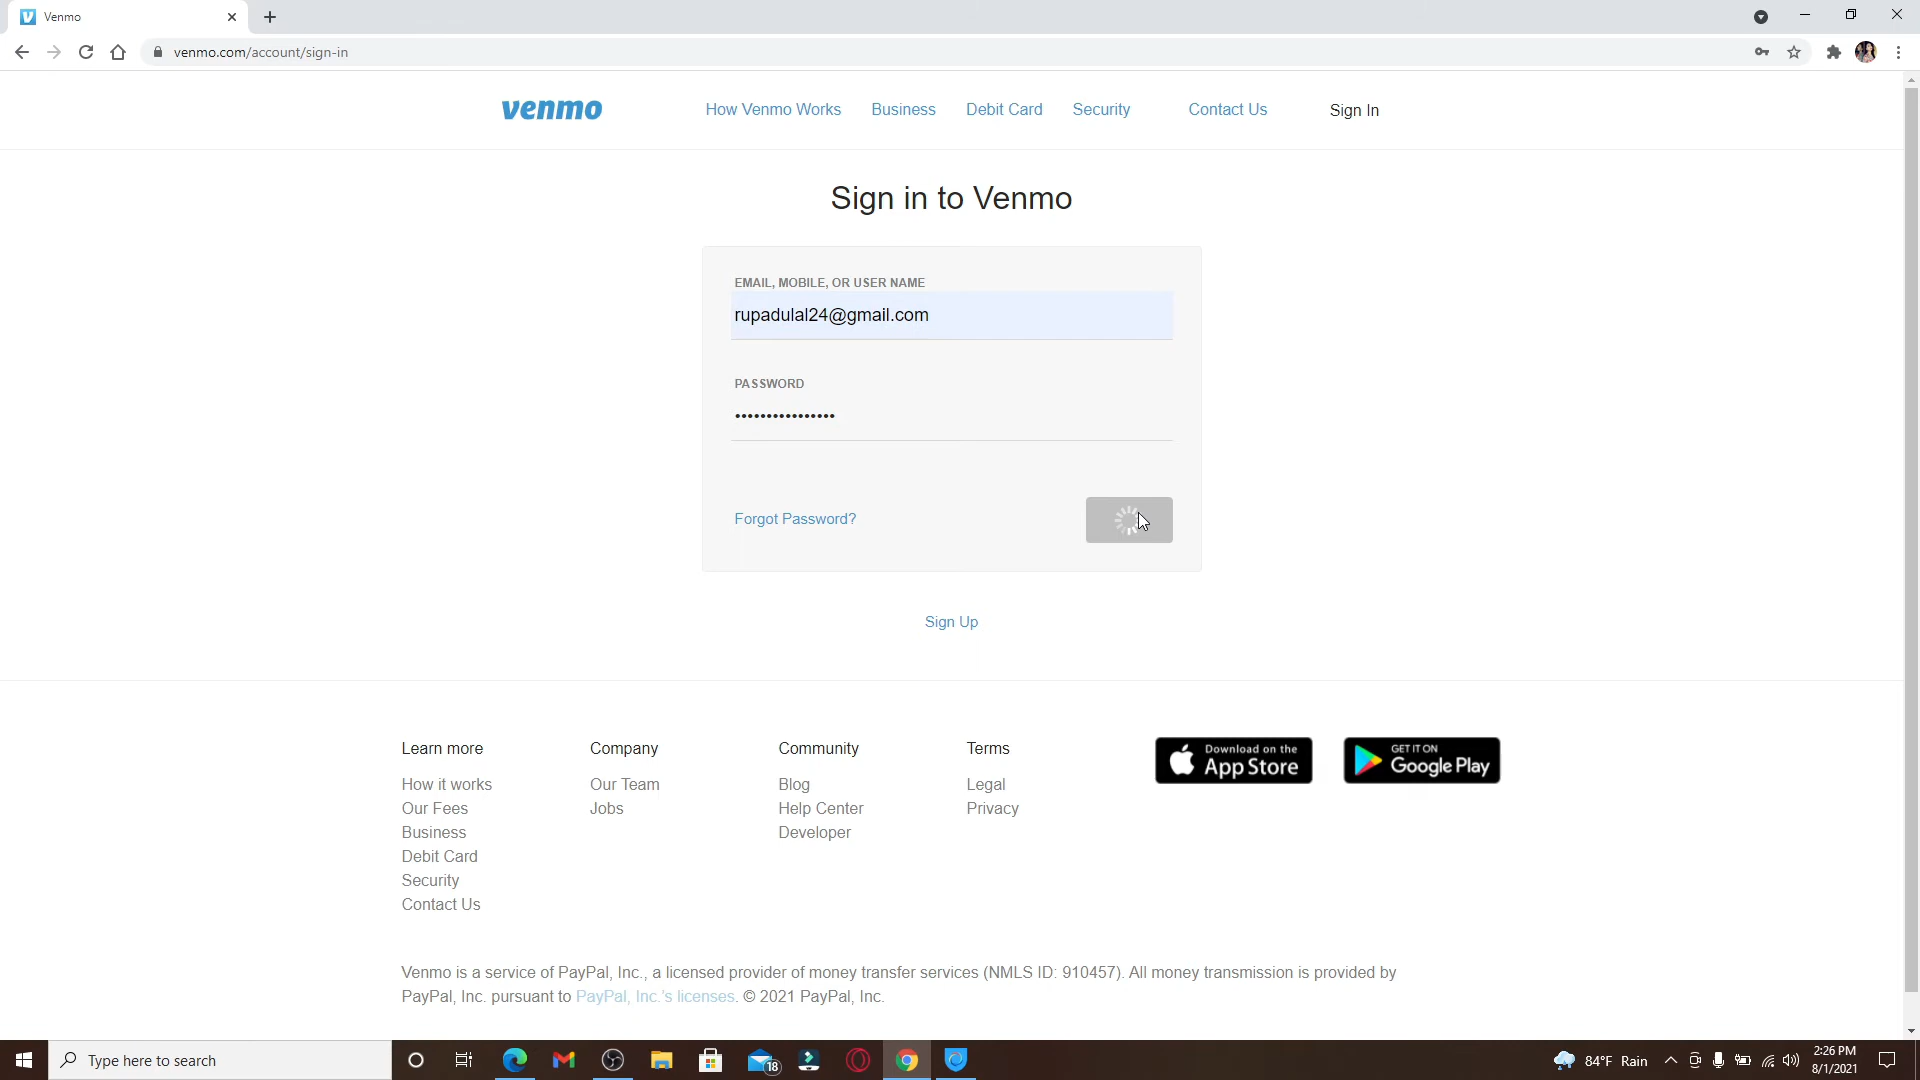 Venmo
venmo.com/account/sign-in
venmo
How Venmo Works
Business
Debit Card
Security
Contact Us
Sign In
Sign in to Venmo
EMAIL, MOBILE, OR USER NAME
rupadulal24@gmail.com
PASSWORD
••••••••••••••••
Forgot Password?
Sign Up
Learn more
How it works
Our Fees
Business
Debit Card
Security
Contact Us
Company
Our Team
Jobs
Community
Blog
Help Center
Developer
Terms
Legal
Privacy
Download on the
App Store
GET IT ON
Google Play
Venmo is a service of PayPal, Inc., a licensed provider of money transfer services (NMLS ID: 910457). All money transmission is provided by
PayPal, Inc. pursuant to PayPal, Inc.'s licenses. © 2021 PayPal, Inc.
Type here to search
18
84°F Rain
2:26 PM
8/1/2021